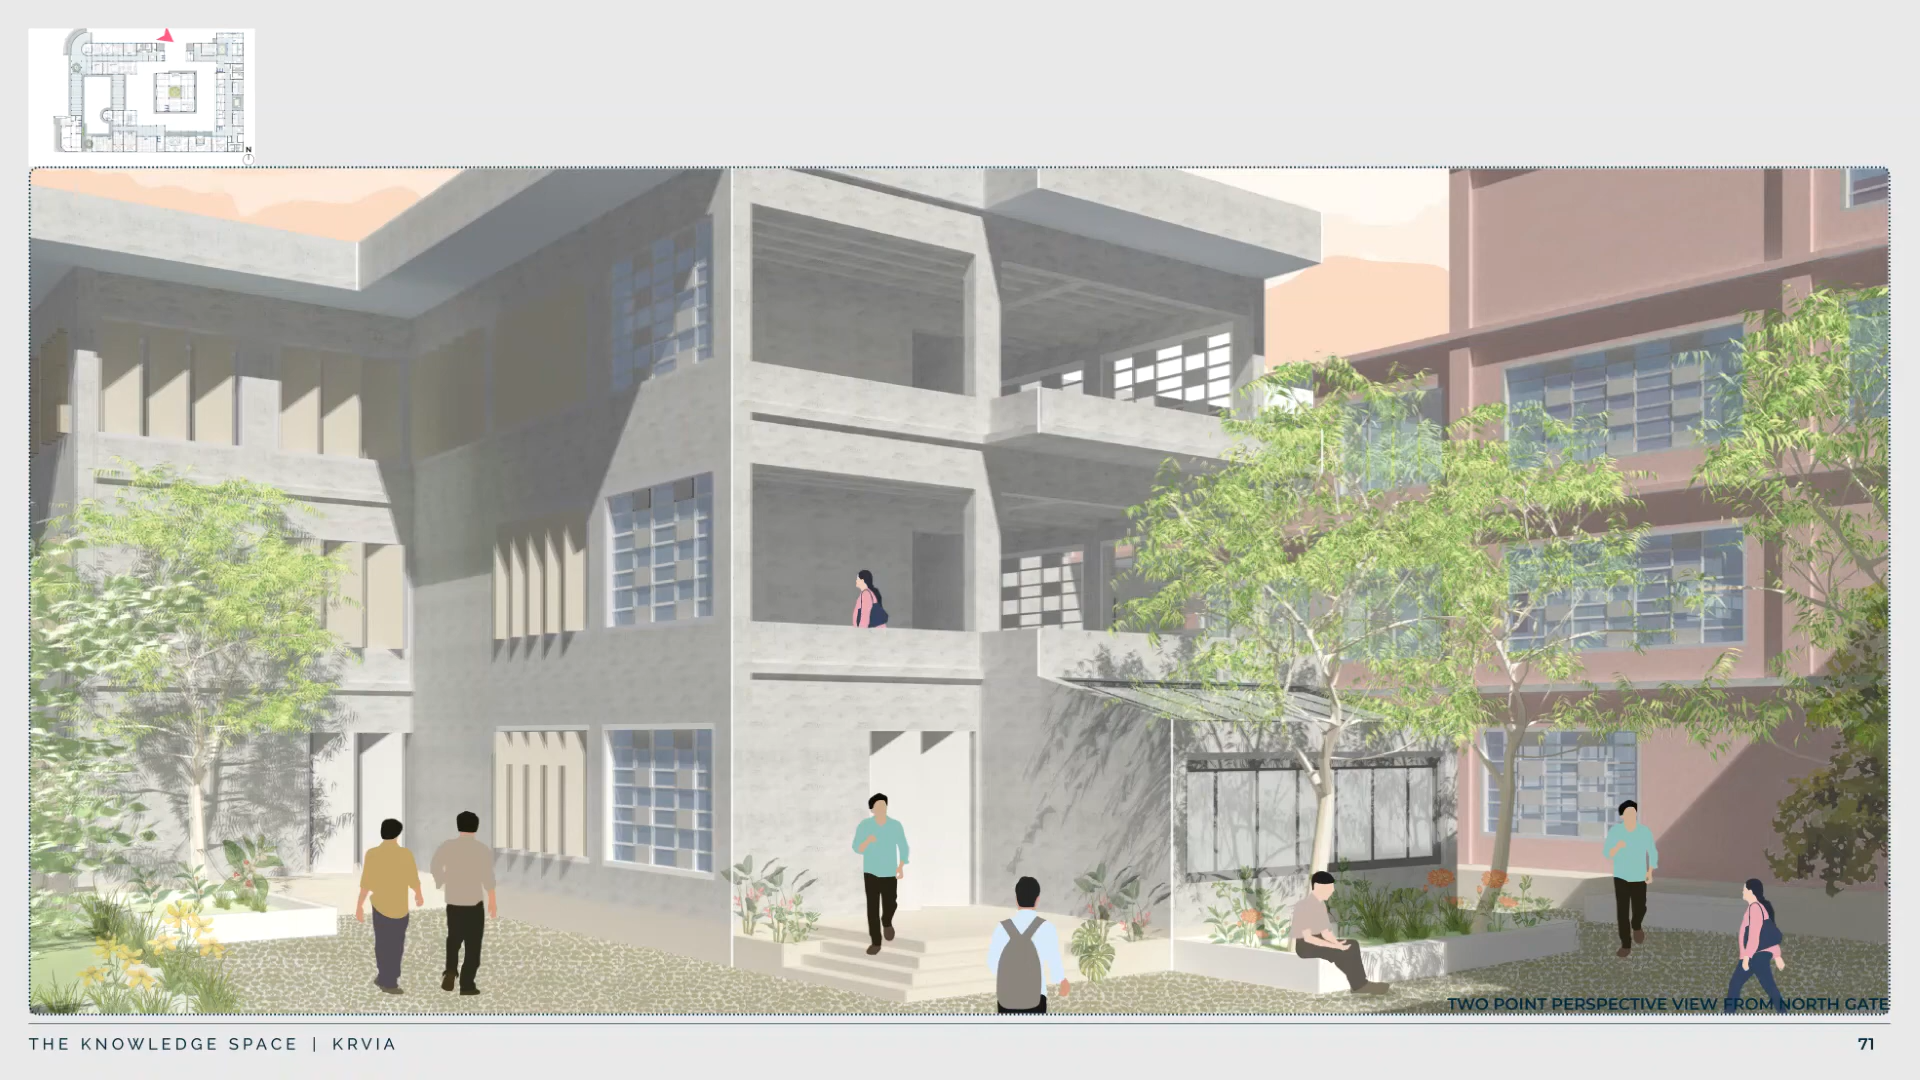 N
TWO POINT PERSPECTIVE VIEW FROM NORTH GATE
THE KNOWLEDGE SPACE | KRVIA
71